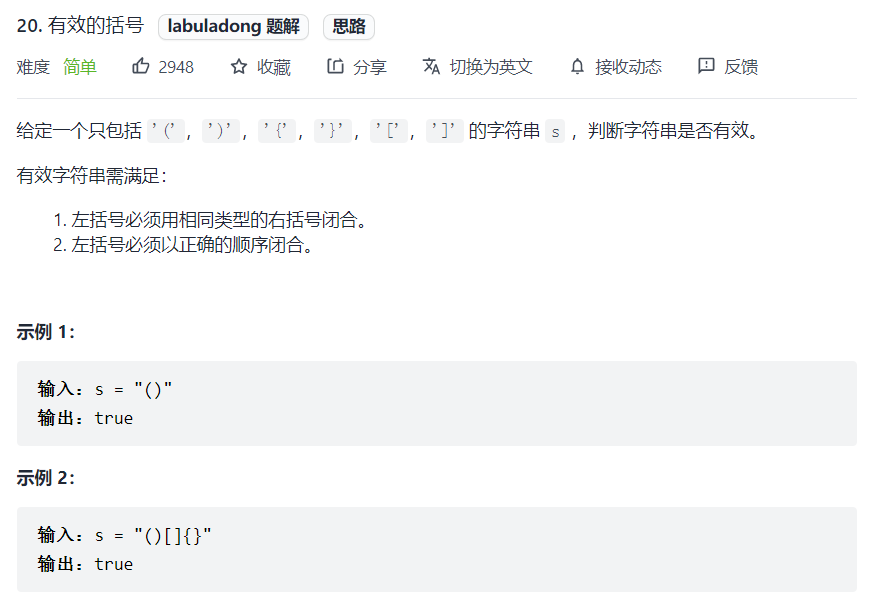 20. 有效的括号 labuladong 题解 思路
难度 简单 2948 收藏 分享 切换为英文 接收动态 反馈
给定一个只包括 '(', ')', '{', '}', '[', ']' 的字符串 s ，判断字符串是否有效。
有效字符串需满足：
1. 左括号必须用相同类型的右括号闭合。
2. 左括号必须以正确的顺序闭合。
示例 1：
输入：s = "()"
输出：true
示例 2：
输入：s = "()[]{}"
输出：true